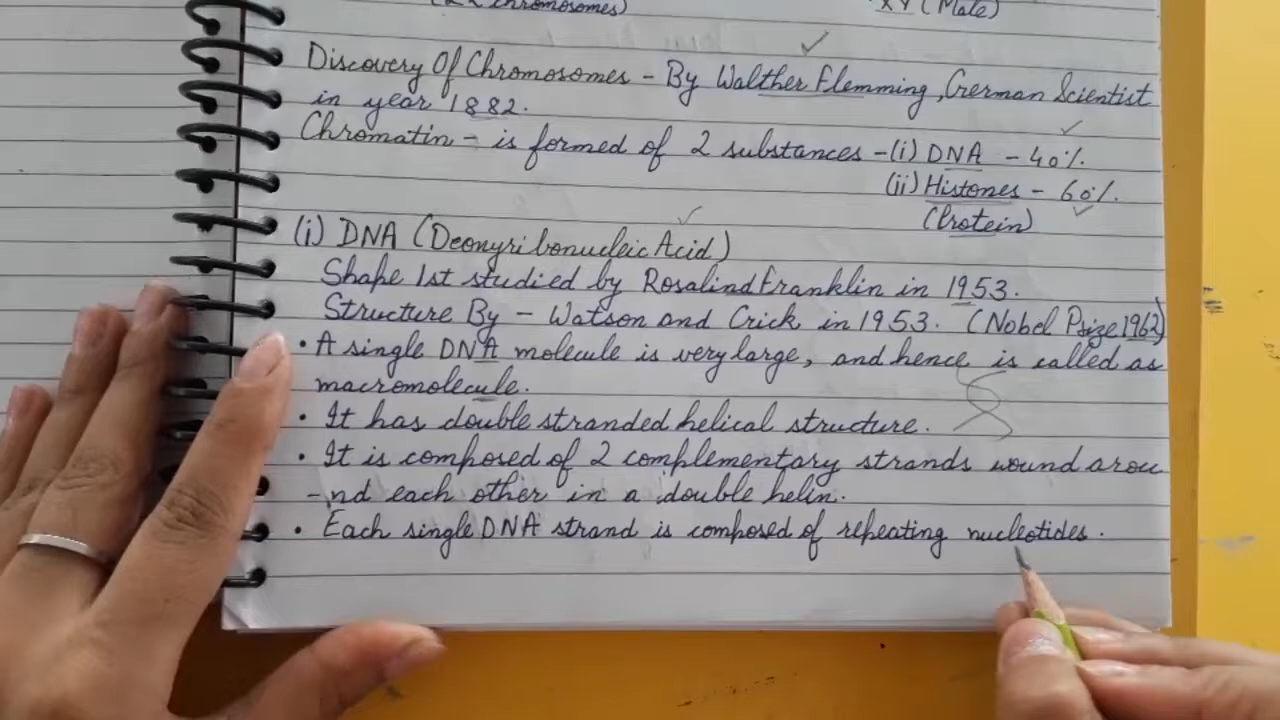 (22 chromosomes)
XY (Male)
Discovery Of Chromosomes - By Walther Flemming, German Scientist
in year 1882.
Chromatin - is formed of 2 substances - (i) DNA - 40%.
(ii) Histones - 60%.
(Protein)
(i) DNA (Deoxyribonucleic Acid)
Shape 1st studied by Rosalind Franklin in 1953.
Structure By - Watson and Crick in 1953. (Nobel Prize 1962)
• A single DNA molecule is very large, and hence is called as
macromolecule.
• It has double stranded helical structure.
• It is composed of 2 complementary strands wound arou
-nd each other in a double helix.
• Each single DNA strand is composed of repeating nucleotides.